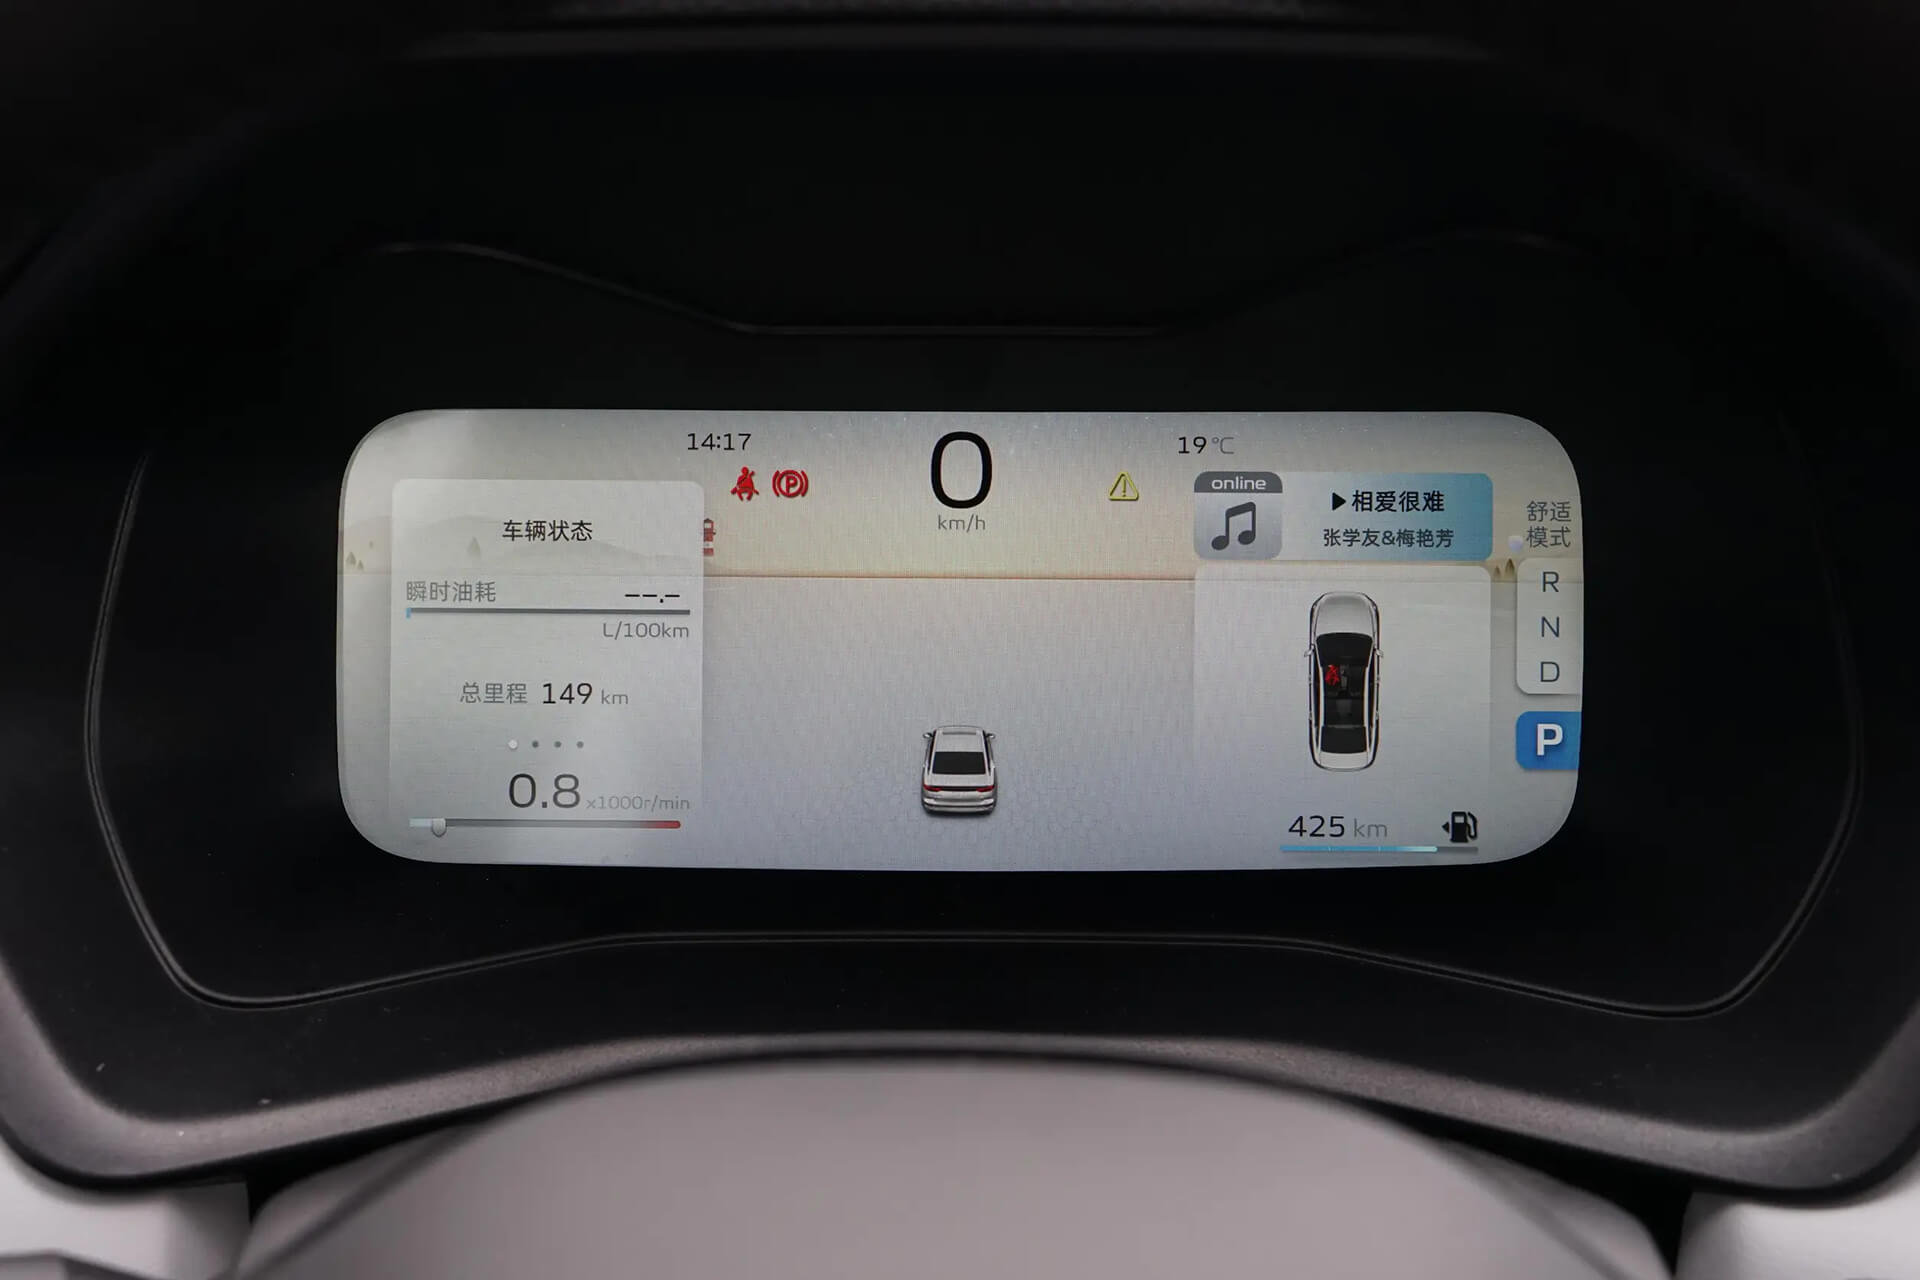 14:17
0
km/h
19°C
车辆状态
瞬时油耗 --.-
L/100km
总里程 149 km
0.8 x1000r/min
online
相爱很难
张学友&梅艳芳
舒适
模式
R
N
D
P
425 km